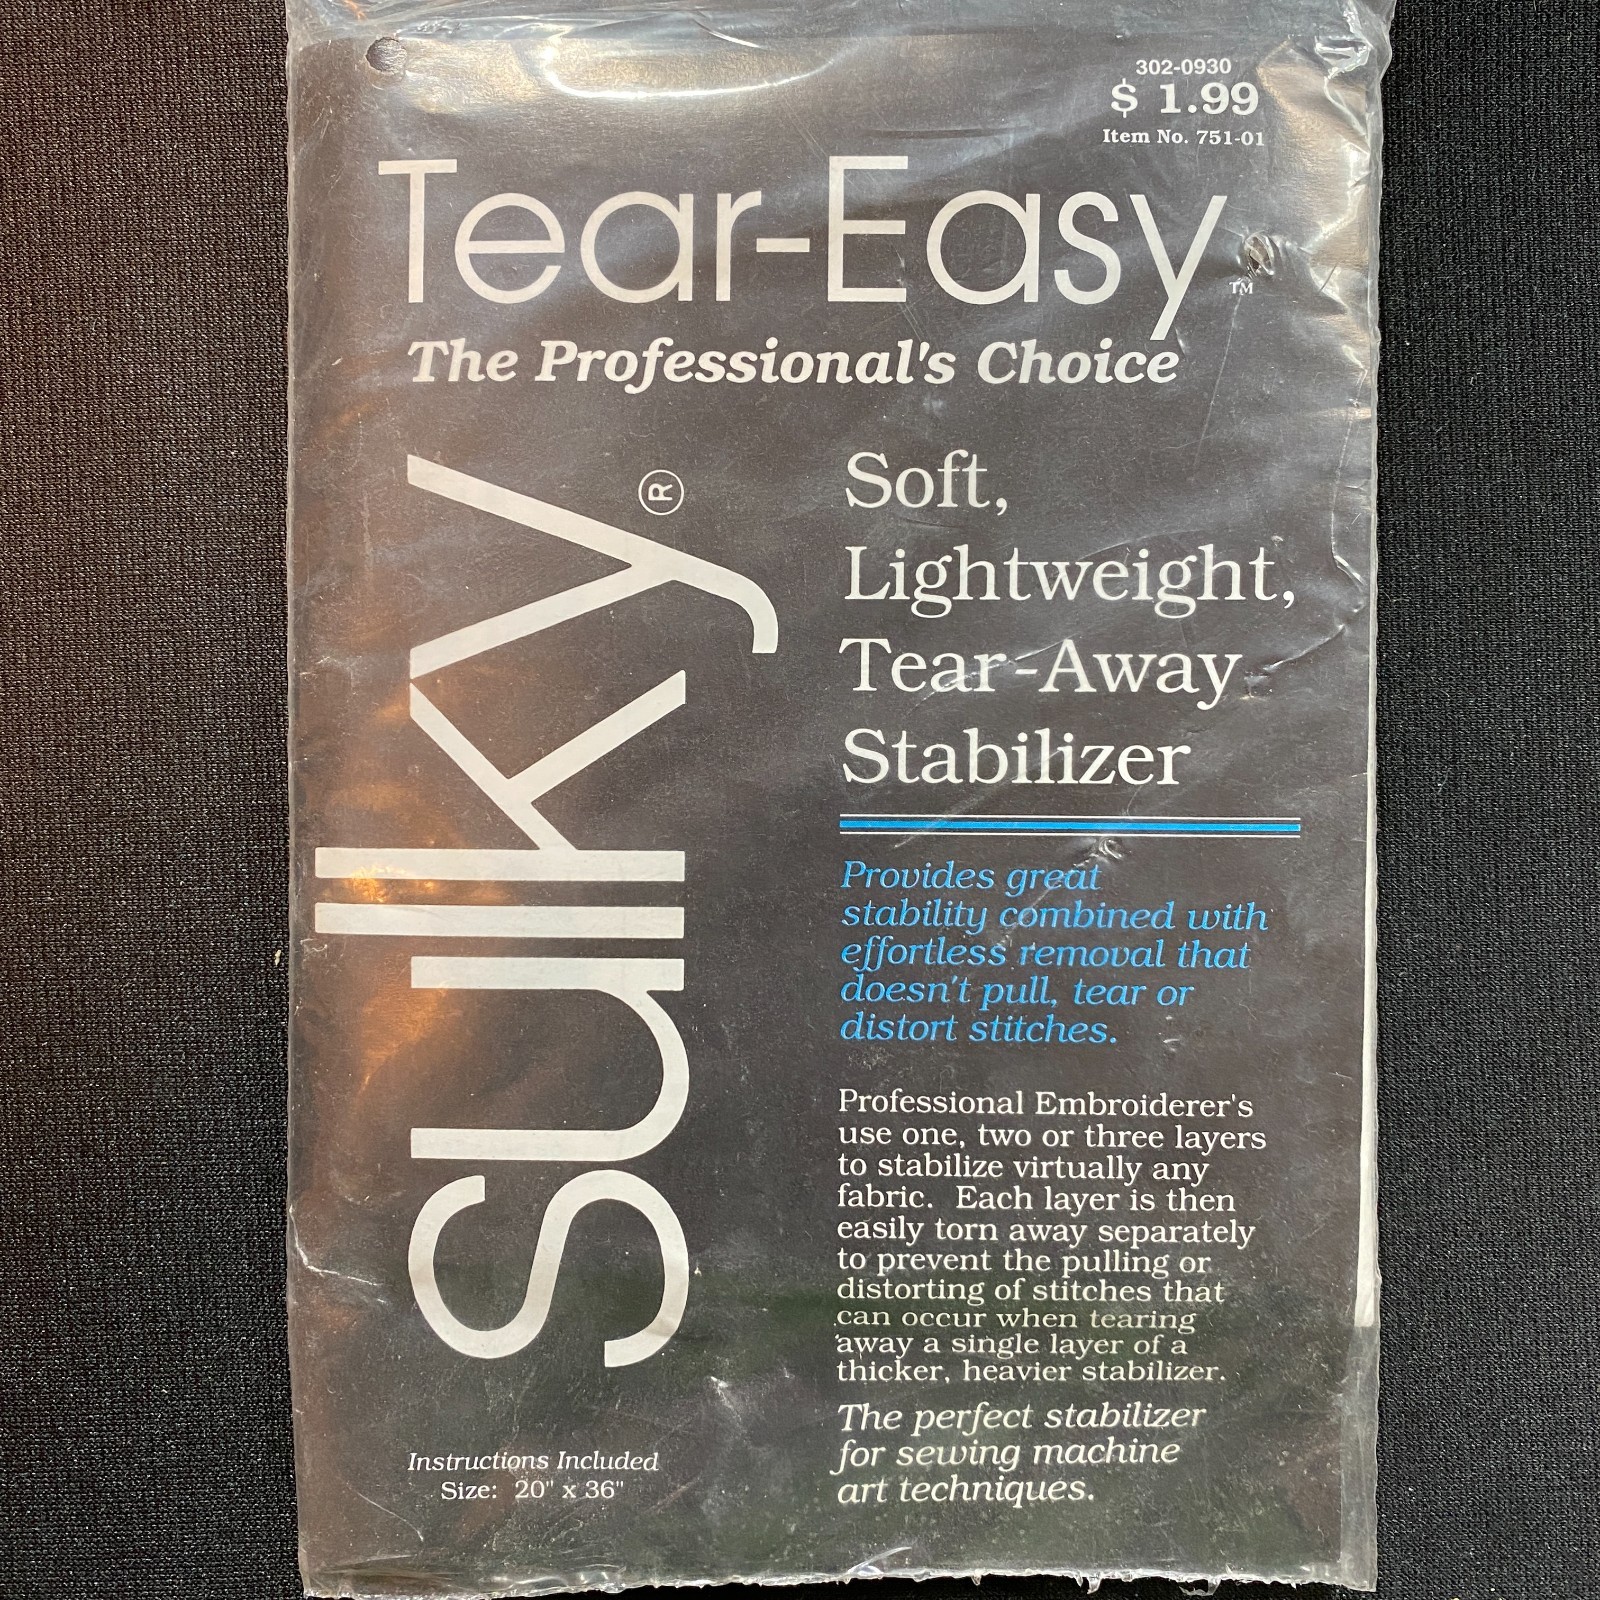 302-0930
$ 1.99
Item No. 751-01
Tear-Easy™
The Professional's Choice
sulky®
Soft,
Lightweight,
Tear-Away
Stabilizer
Provides great
stability combined with
effortless removal that
doesn't pull, tear or
distort stitches.
Professional Embroiderer's
use one, two or three layers
to stabilize virtually any
fabric. Each layer is then
easily torn away separately
to prevent the pulling or
distorting of stitches that
can occur when tearing
away a single layer of a
thicker, heavier stabilizer.
The perfect stabilizer
for sewing machine
art techniques.
Instructions Included
Size: 20" x 36"